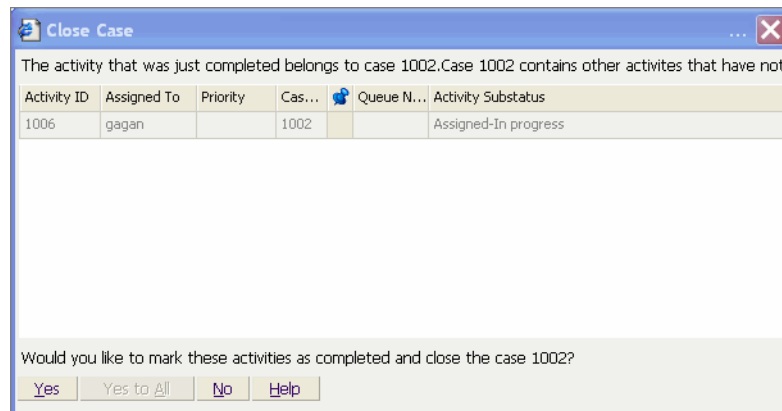 Close Case ...
The activity that was just completed belongs to case 1002.Case 1002 contains other activites that have not
Activity ID Assigned To Priority Cas... Queue N... Activity Substatus
1006 gagan 1002 Assigned-In progress
Would you like to mark these activities as completed and close the case 1002?
Yes Yes to All No Help